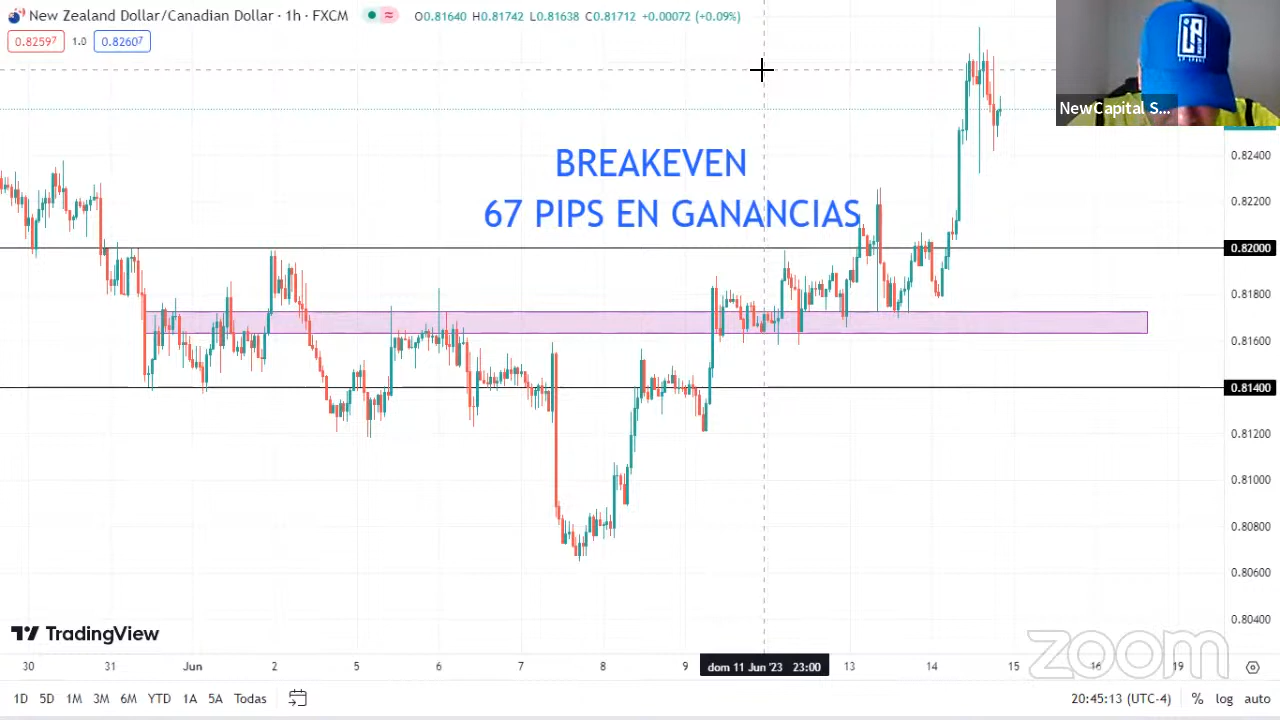 New Zealand Dollar/Canadian Dollar · 1h · FXCM O0.81640 H0.81742 L0.81638 C0.81712 +0.00072 (+0.09%)
0.82597 1.0 0.82607
NewCapital S...
BREAKEVEN
67 PIPS EN GANANCIAS
0.82400
0.82200
0.82000
0.81800
0.81600
0.81400
0.81200
0.81000
0.80800
0.80600
0.80400
TradingView
zoom
30 31 Jun 2 5 6 7 8 9 dom 11 Jun '23 23:00 13 14 15 16 19
1D 5D 1M 3M 6M YTD 1A 5A Todas 20:45:13 (UTC-4) % log auto